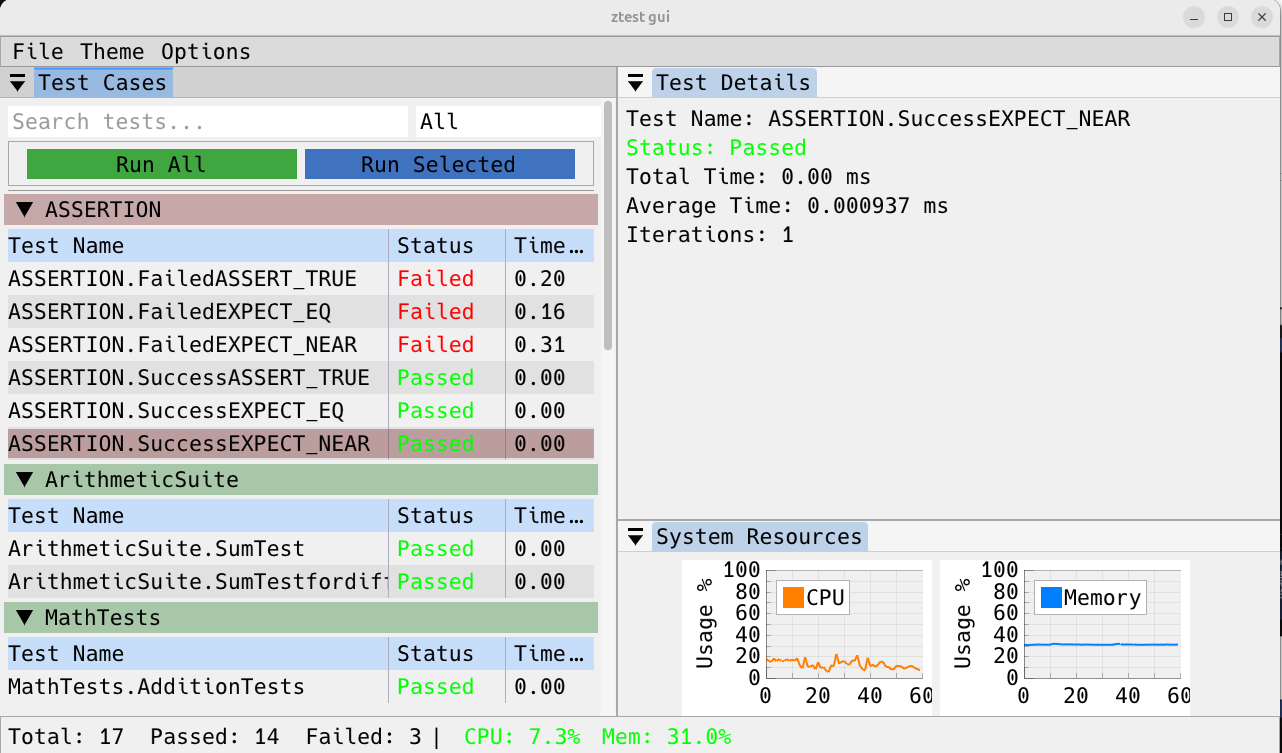 ztest gui
File Theme Options
Test Cases
Search tests... All
Run All Run Selected
ASSERTION
Test Name Status Time…
ASSERTION.FailedASSERT_TRUE Failed 0.20
ASSERTION.FailedEXPECT_EQ Failed 0.16
ASSERTION.FailedEXPECT_NEAR Failed 0.31
ASSERTION.SuccessASSERT_TRUE Passed 0.00
ASSERTION.SuccessEXPECT_EQ Passed 0.00
ASSERTION.SuccessEXPECT_NEAR Passed 0.00
ArithmeticSuite
Test Name Status Time…
ArithmeticSuite.SumTest Passed 0.00
ArithmeticSuite.SumTestfordif Passed 0.00
MathTests
Test Name Status Time…
MathTests.AdditionTests Passed 0.00
Test Details
Test Name: ASSERTION.SuccessEXPECT_NEAR
Status: Passed
Total Time: 0.00 ms
Average Time: 0.000937 ms
Iterations: 1
System Resources
Usage %
100
80
60
40
20
0
CPU
0 20 40 60
Usage %
100
80
60
40
20
0
Memory
0 20 40 60
Total: 17 Passed: 14 Failed: 3 | CPU: 7.3% Mem: 31.0%